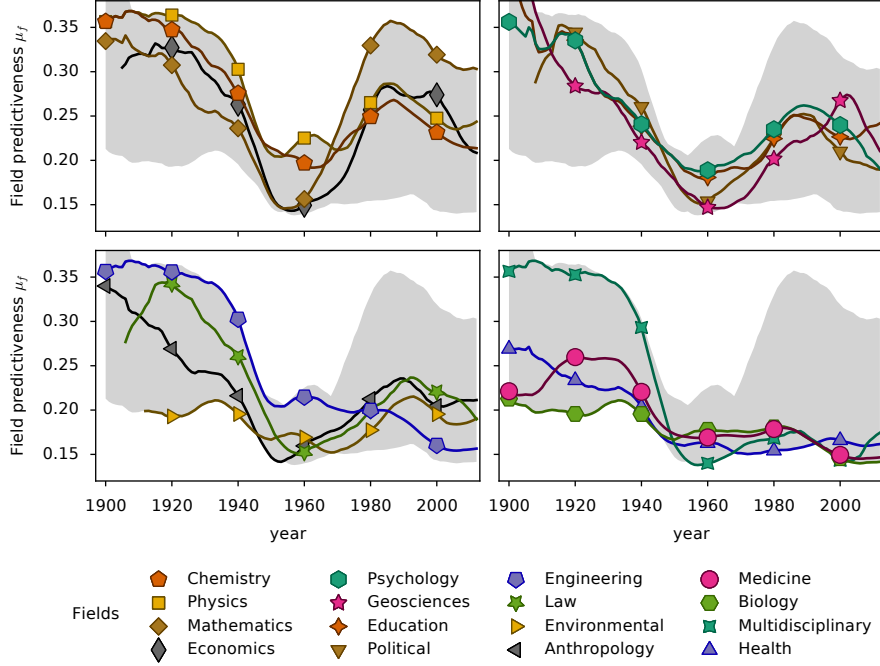 0.35
0.30
0.25
0.20
0.15
Field predictiveness μf
0.35
0.30
0.25
0.20
0.15
Field predictiveness μf
1900 1920 1940 1960 1980 2000
year
1900 1920 1940 1960 1980 2000
year
Fields
Chemistry Psychology Engineering Medicine
Physics Geosciences Law Biology
Mathematics Education Environmental Multidisciplinary
Economics Political Anthropology Health